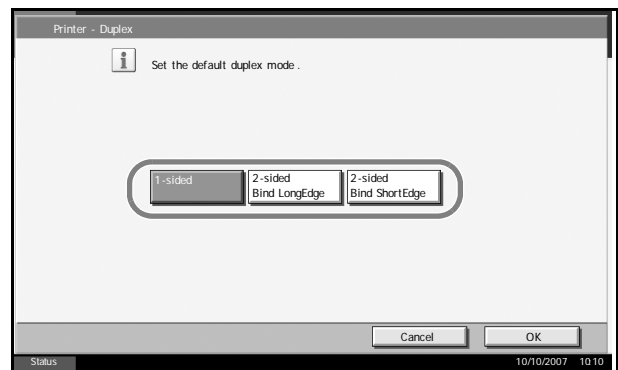 Printer - Duplex
Set the default duplex mode.
1-sided
2-sided
Bind LongEdge
2-sided
Bind ShortEdge
Cancel
OK
Status
10/10/2007 10:10